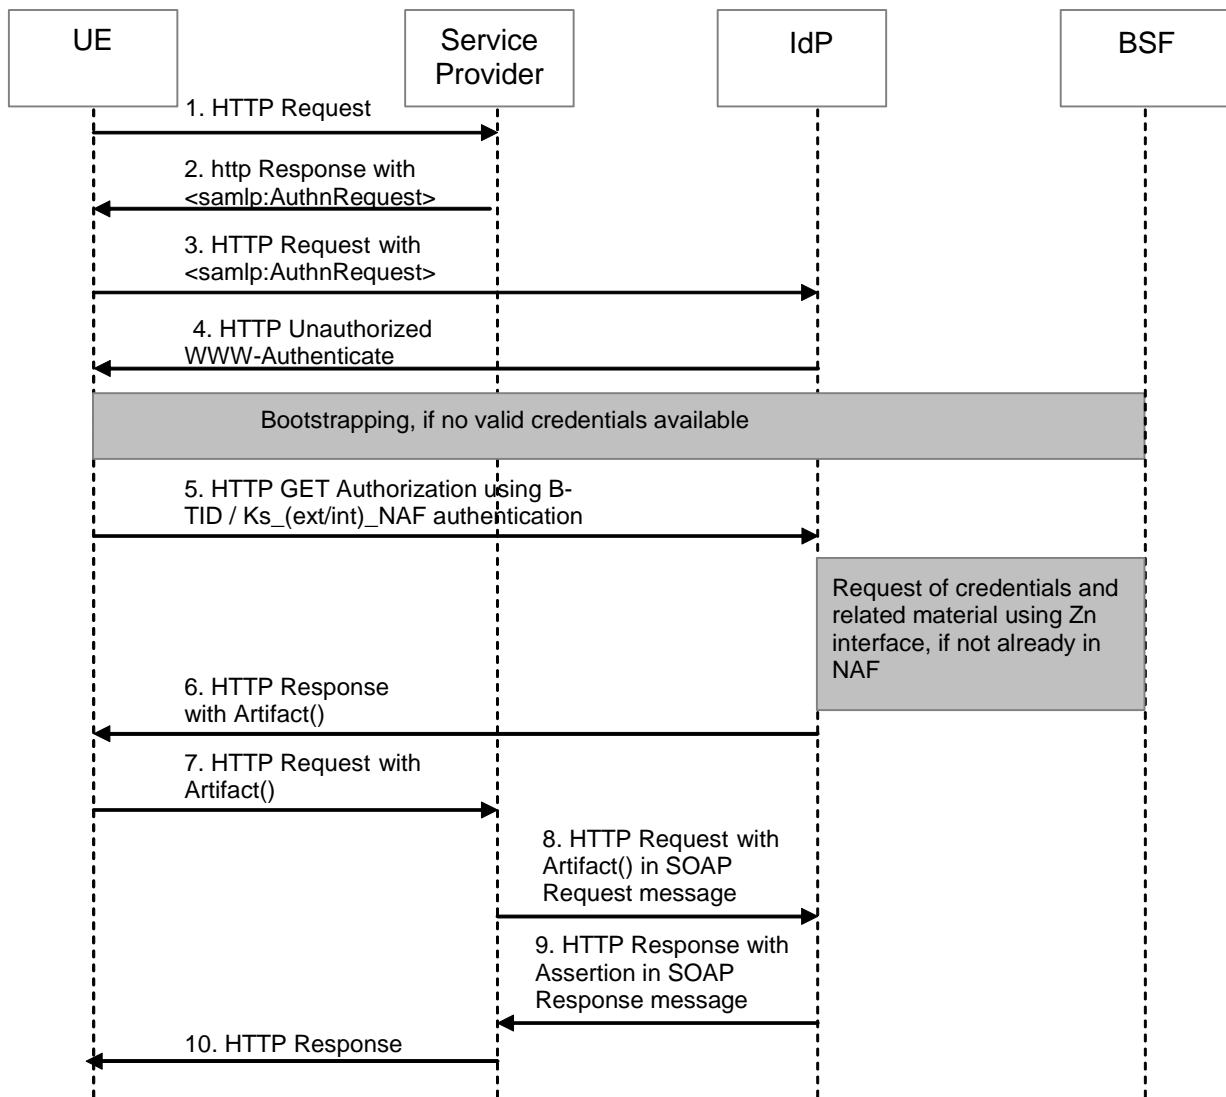 UE
Service
Provider
IdP
BSF
1. HTTP Request
2. http Response with
<samlp:AuthnRequest>
3. HTTP Request with
<samlp:AuthnRequest>
4. HTTP Unauthorized
WWW-Authenticate
Bootstrapping, if no valid credentials available
5. HTTP GET Authorization using B-
TID / Ks_(ext/int)_NAF authentication
Request of credentials and
related material using Zn
interface, if not already in
NAF
6. HTTP Response
with Artifact()
7. HTTP Request with
Artifact()
8. HTTP Request with
Artifact() in SOAP
Request message
9. HTTP Response with
Assertion in SOAP
Response message
10. HTTP Response